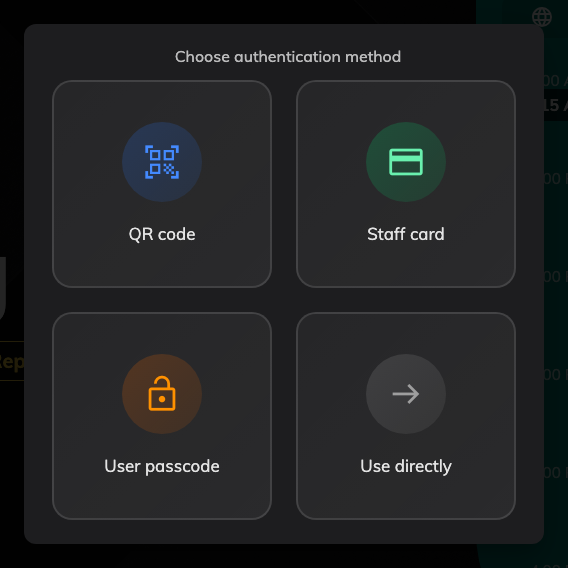 Choose authentication method
QR code
Staff card
User passcode
Use directly